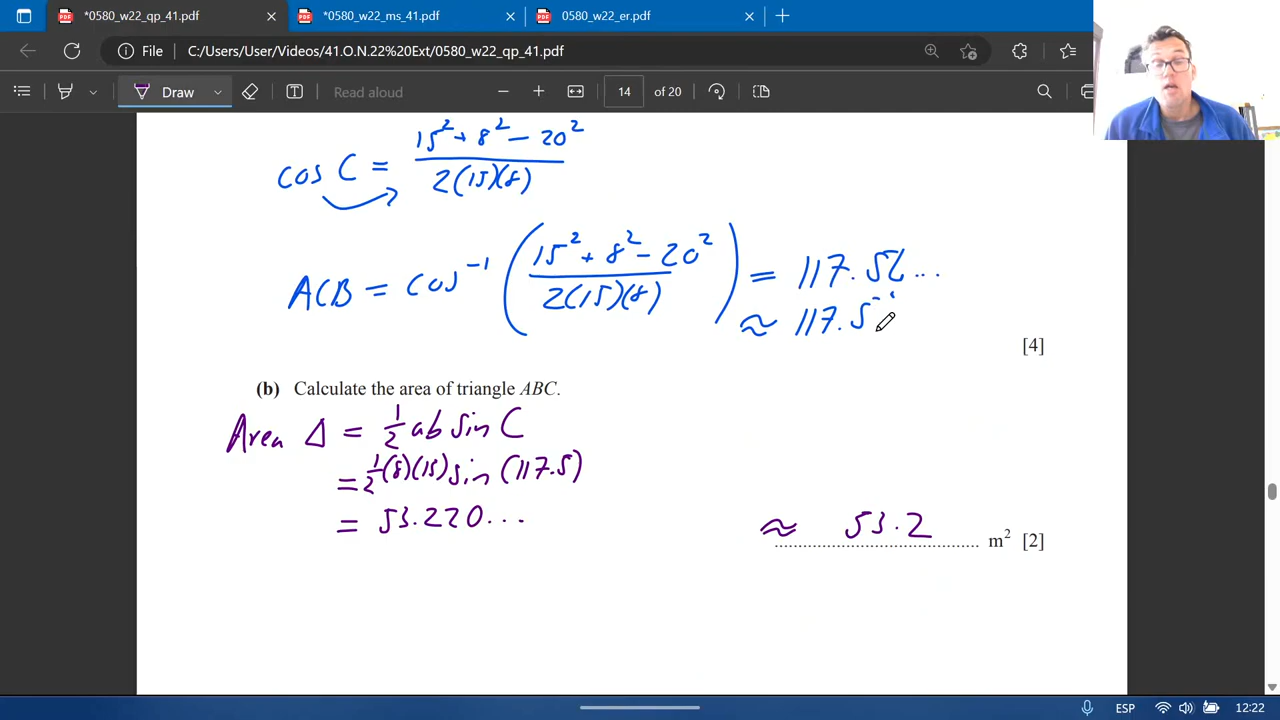 *0580_w22_qp_41.pdf
*0580_w22_ms_41.pdf
0580_w22_er.pdf
File
C:/Users/User/Videos/41.O.N.22%20Ext/0580_w22_qp_41.pdf
Draw
Read aloud
14
of 20
cos C = (15² + 8² − 20²) / 2(15)(8)
ACB = cos⁻¹ ((15² + 8² − 20²) / 2(15)(8)) = 117.5...
≈ 117.5
[4]
(b) Calculate the area of triangle ABC.
Area Δ = ½ ab sin C
= ½(8)(15) sin (117.5)
= 53.220...
≈ 53.2
m² [2]
ESP
12:22